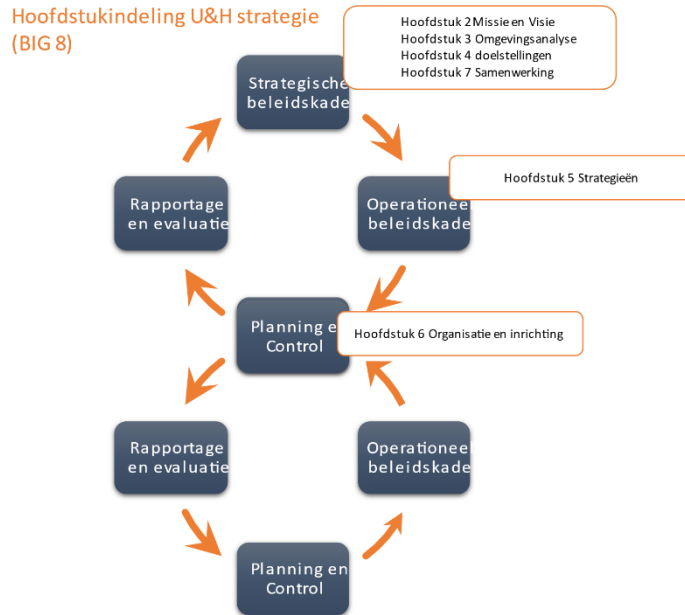 Hoofdstukindeling U&H strategie
(BIG 8)
Hoofdstuk 2 Missie en Visie
Hoofdstuk 3 Omgevingsanalyse
Hoofdstuk 4 doelstellingen
Hoofdstuk 7 Samenwerking
Strategische
beleidskade
Hoofdstuk 5 Strategieën
Rapportage
en evaluatie
Operationeel
beleidskade
Planning e
Control
Hoofdstuk 6 Organisatie en inrichting
Rapportage
en evaluatie
Operationeel
beleidskade
Planning en
Control